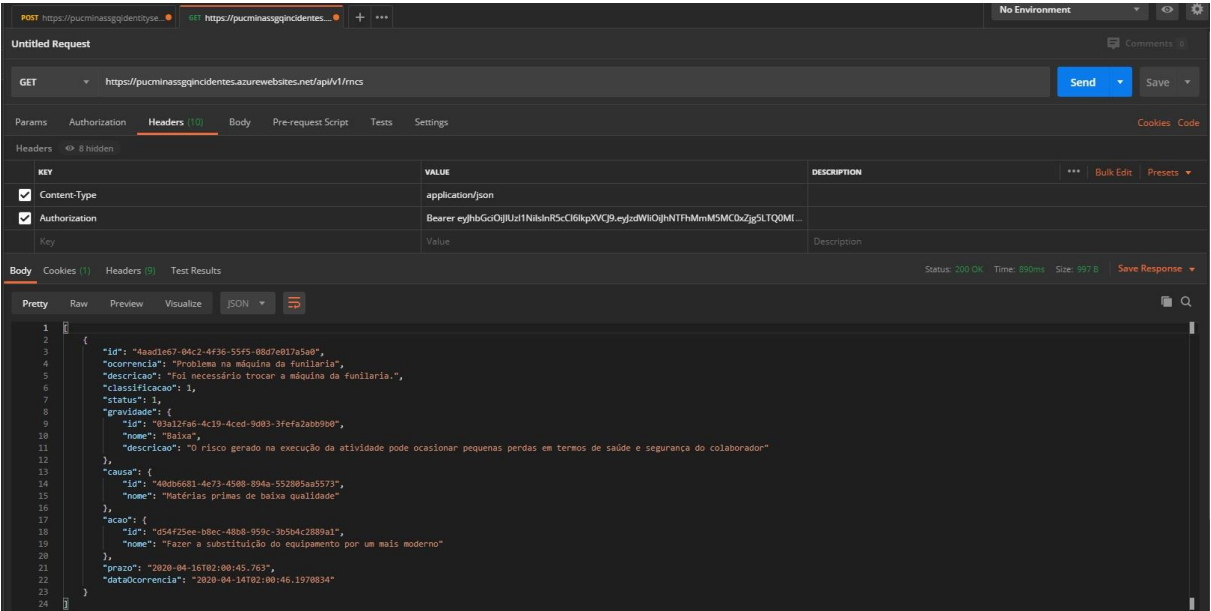 POST https://pucminassgqidentityse...
GET https://pucminassgqincidentes....
No Environment
Untitled Request
Comments 0
GET https://pucminassgqincidentes.azurewebsites.net/api/v1/rncs Send Save
Params Authorization Headers (10) Body Pre-request Script Tests Settings Cookies Code
Headers 8 hidden
KEY VALUE DESCRIPTION ••• Bulk Edit Presets
Content-Type application/json
Authorization Bearer
Key Value Description
Body Cookies (1) Headers (9) Test Results Status: 200 OK Time: 890ms Size: 997 B Save Response
Pretty Raw Preview Visualize JSON
1 [
2 {
3 "id": "4aad1e67-04c2-4f36-55f5-08d7e017a5a0",
4 "ocorrencia": "Problema na máquina da funilaria",
5 "descricao": "Foi necessário trocar a máquina da funilaria.",
6 "classificacao": 1,
7 "status": 1,
8 "gravidade": {
9 "id": "03a12fa6-4c19-4ced-9d03-3fefa2abb9b0",
10 "nome": "Baixa",
11 "descricao": "O risco gerado na execução da atividade pode ocasionar pequenas perdas em termos de saúde e segurança do colaborador"
12 },
13 "causa": {
14 "id": "40db6681-4e73-4508-894a-552805aa5573",
15 "nome": "Matérias primas de baixa qualidade"
16 },
17 "acao": {
18 "id": "d54f25ee-b8ec-48b8-959c-3b5b4c2889a1",
19 "nome": "Fazer a substituição do equipamento por um mais moderno"
20 },
21 "prazo": "2020-04-16T02:00:45.763",
22 "dataOcorrencia": "2020-04-14T02:00:46.1970834"
23 }
24 ]